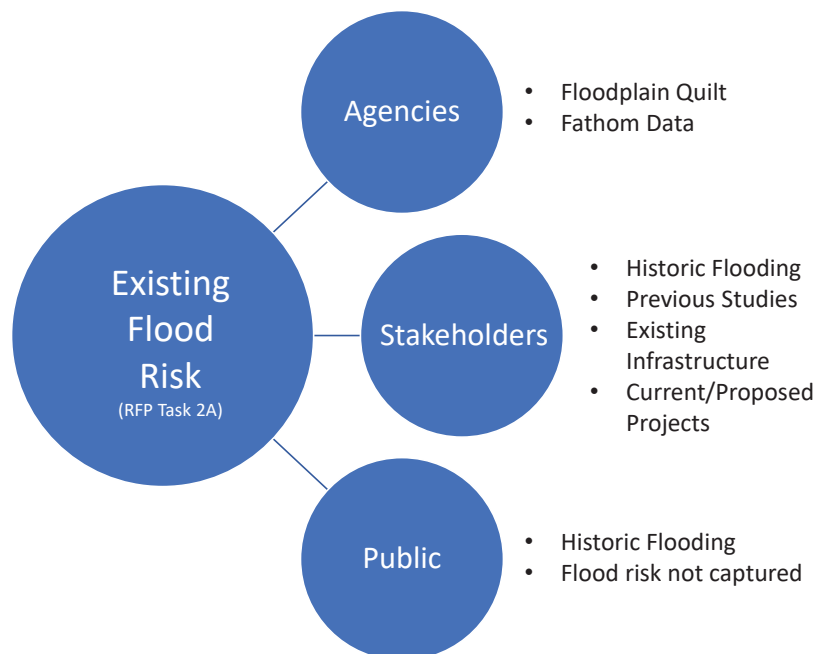 Agencies
• Floodplain Quilt
• Fathom Data
Existing
Flood
Risk
(RFP Task 2A)
Stakeholders
• Historic Flooding
• Previous Studies
• Existing
Infrastructure
• Current/Proposed
Projects
Public
• Historic Flooding
• Flood risk not captured